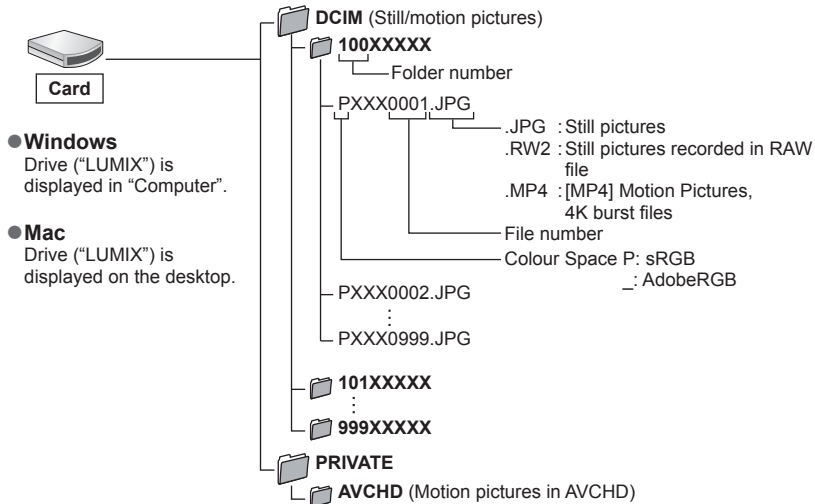 DCIM (Still/motion pictures)
100XXXXX
Folder number
Card
PXXX0001.JPG
.JPG : Still pictures
.RW2 : Still pictures recorded in RAW
file
.MP4 : [MP4] Motion Pictures,
4K burst files
File number
Colour Space P: sRGB
_: AdobeRGB
●Windows
Drive (“LUMIX”) is
displayed in “Computer”.
●Mac
Drive (“LUMIX”) is
displayed on the desktop.
PXXX0002.JPG
PXXX0999.JPG
101XXXXX
999XXXXX
PRIVATE
AVCHD (Motion pictures in AVCHD)